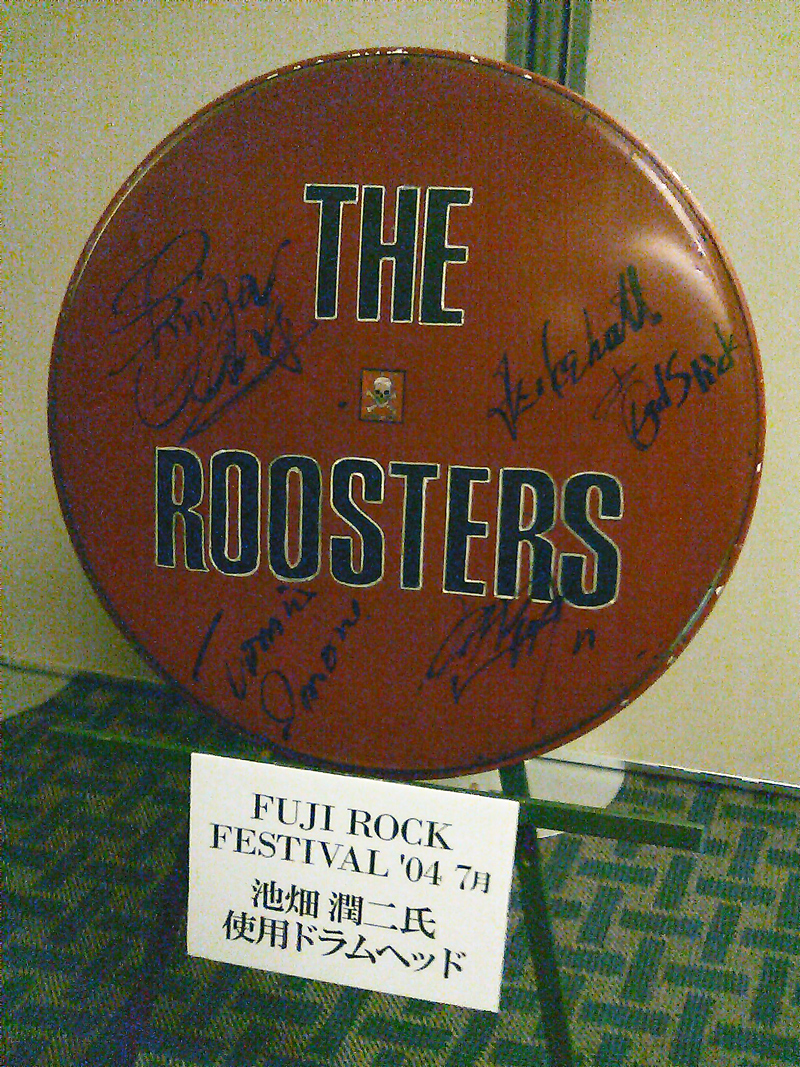 THE
ROOSTERS
FUJI ROCK
FESTIVAL '04 7月
池畑 潤二氏
使用ドラムヘッド